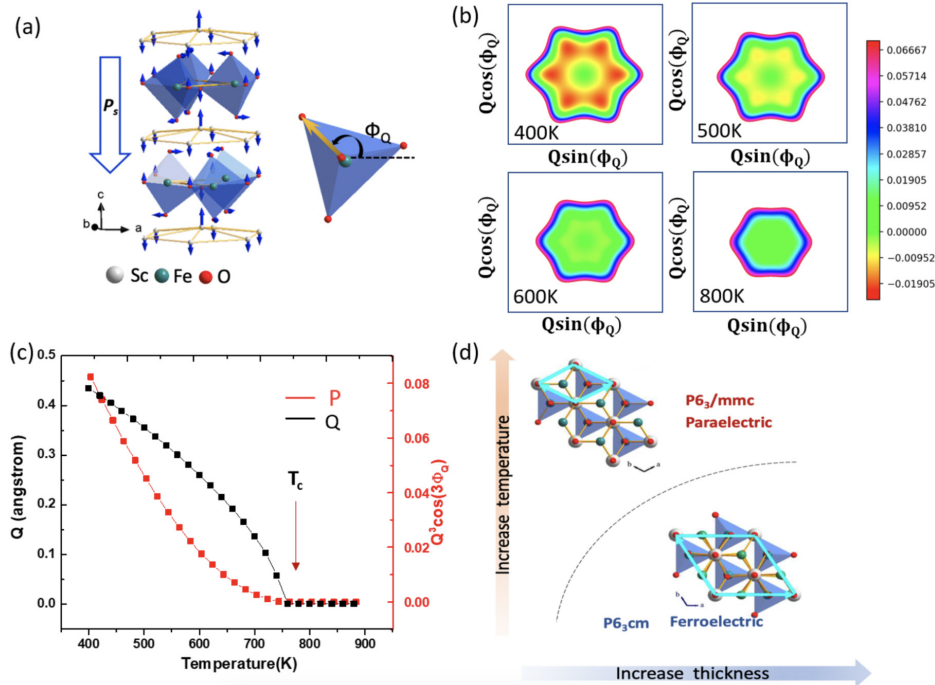 (a)
Pₛ
c
b
a
Sc Fe O
Φ_Q
(b)
Qcos(ϕ_Q)
400K
Qsin(ϕ_Q)
Qcos(ϕ_Q)
500K
Qsin(ϕ_Q)
Qcos(ϕ_Q)
600K
Qsin(ϕ_Q)
Qcos(ϕ_Q)
800K
Qsin(ϕ_Q)
0.06667
0.05714
0.04762
0.03810
0.02857
0.01905
0.00952
0.00000
−0.00952
−0.01905
(c)
Q (angstrom)
0.5
0.4
0.3
0.2
0.1
0.0
P
Q
T_c
0.08
0.06
0.04
0.02
0.00
Q³cos(3Φ_Q)
400 500 600 700 800 900
Temperature(K)
(d)
Increase temperature
P6₃/mmc
Paraelectric
b a
b a
P6₃cm Ferroelectric
Increase thickness